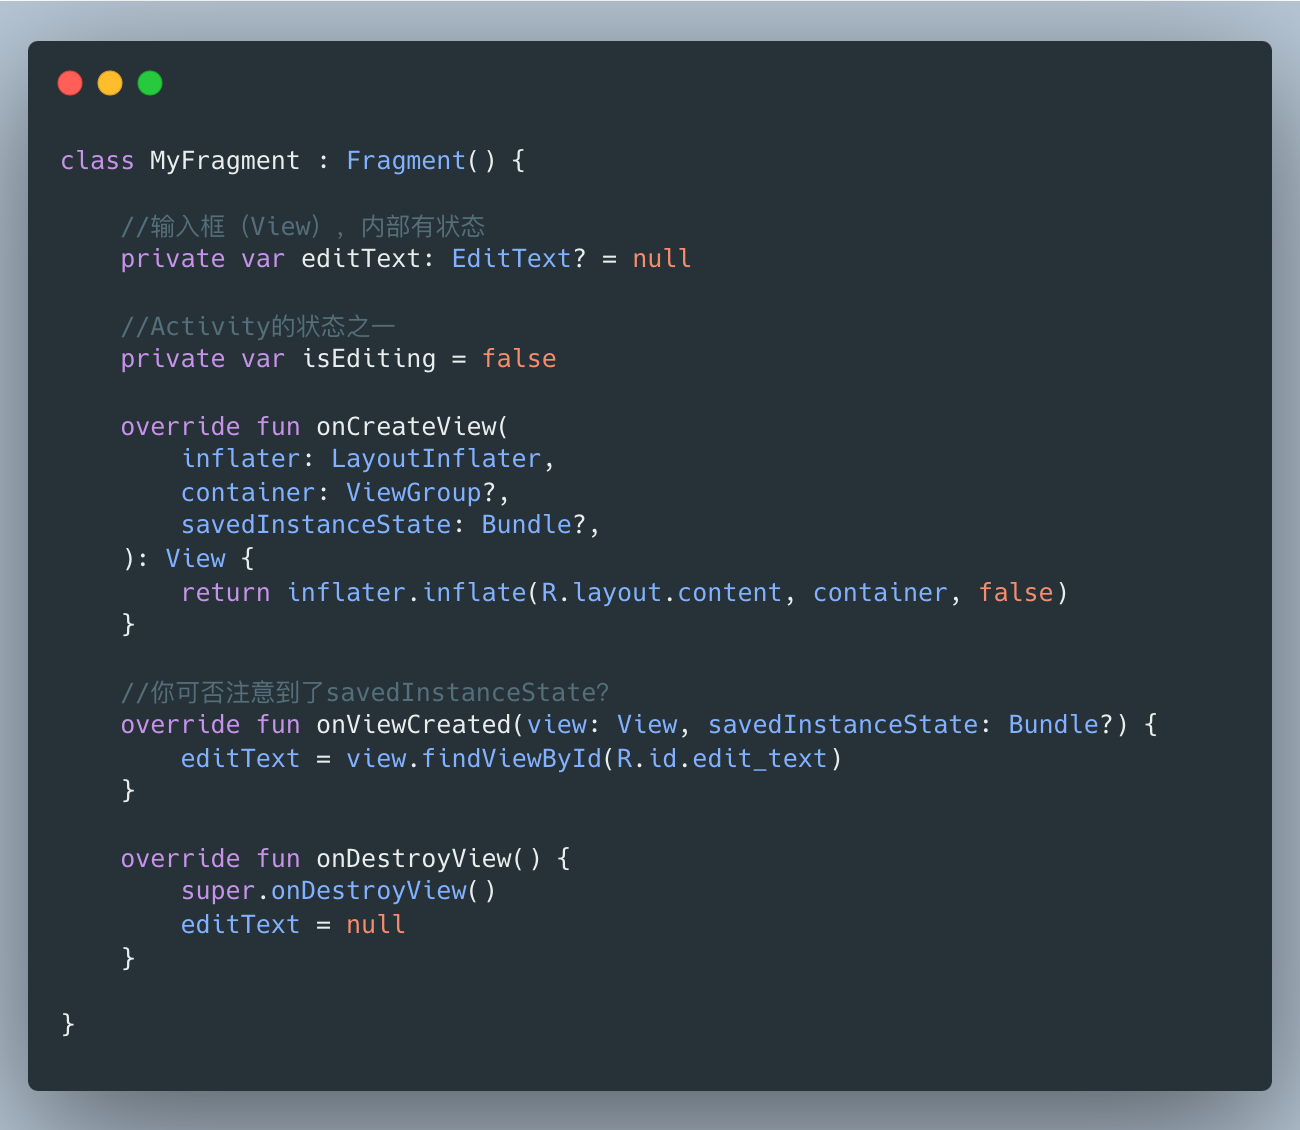 class MyFragment : Fragment() {
//输入框（View），内部有状态
private var editText: EditText? = null
//Activity的状态之一
private var isEditing = false
override fun onCreateView(
inflater: LayoutInflater,
container: ViewGroup?,
savedInstanceState: Bundle?,
): View {
return inflater.inflate(R.layout.content, container, false)
}
//你可否注意到了savedInstanceState？
override fun onViewCreated(view: View, savedInstanceState: Bundle?) {
editText = view.findViewById(R.id.edit_text)
}
override fun onDestroyView() {
super.onDestroyView()
editText = null
}
}